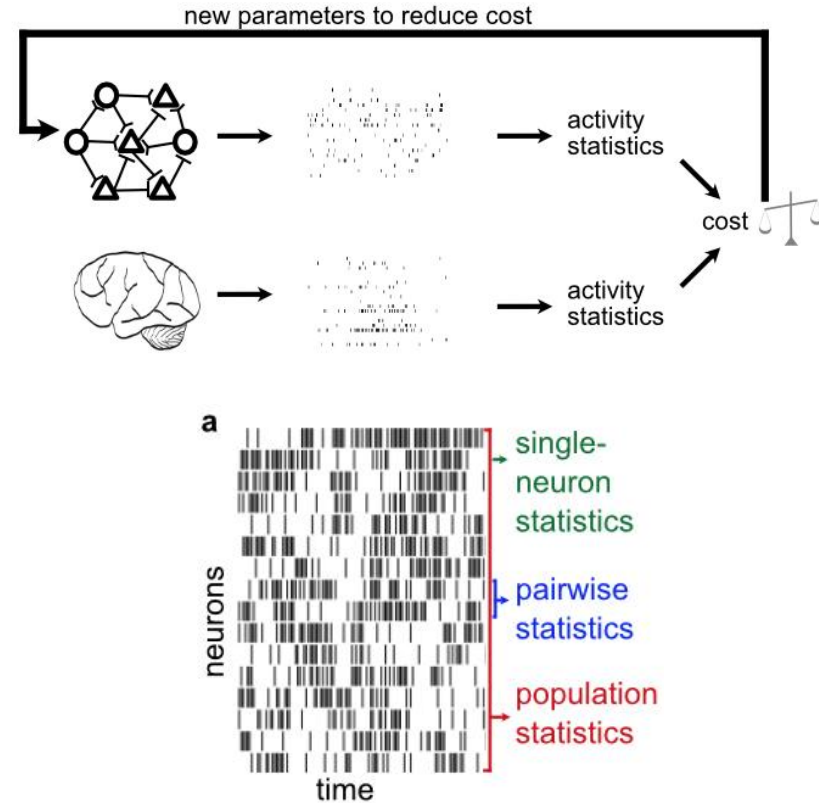 new parameters to reduce cost
activity
statistics
cost
activity
statistics
a
single-
neuron
statistics
pairwise
statistics
population
statistics
neurons
time